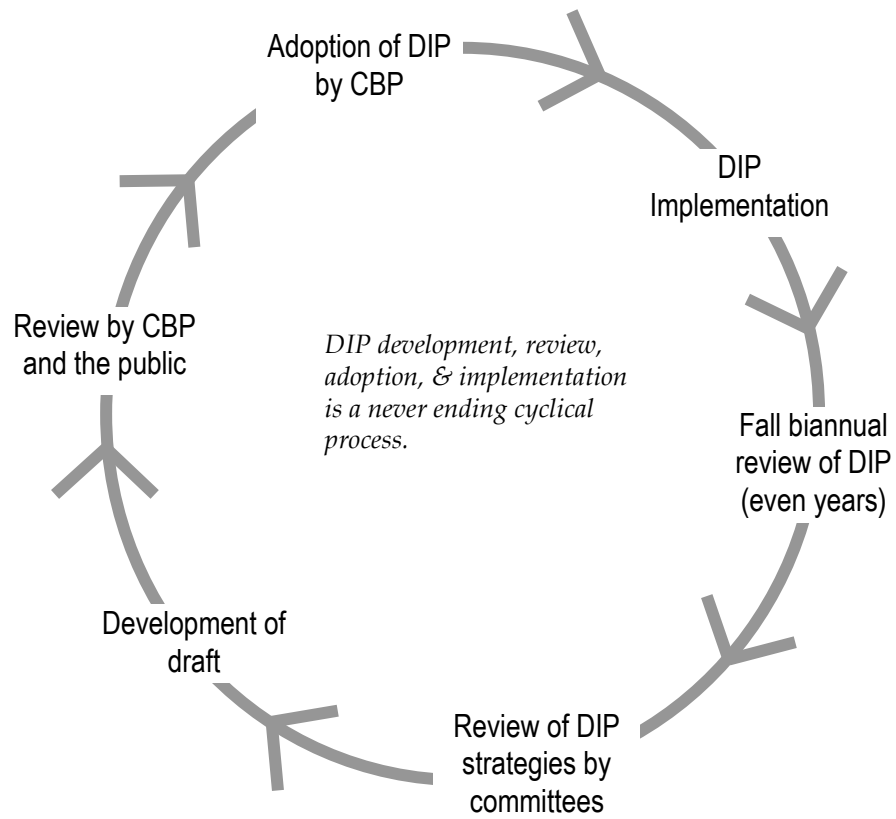 Adoption of DIP
by CBP
DIP
Implementation
Fall biannual
review of DIP
(even years)
Review of DIP
strategies by
committees
Development of
draft
Review by CBP
and the public
DIP development, review,
adoption, & implementation
is a never ending cyclical
process.